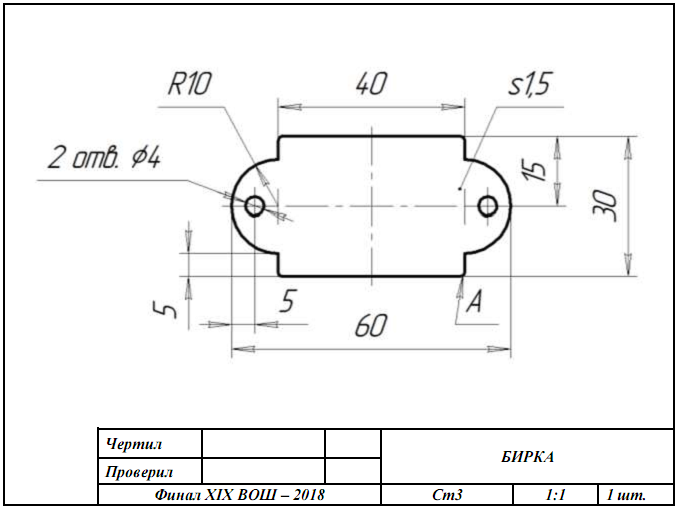 R10
40
s1,5
2 отв. ϕ4
15
30
5
5
A
60
Чертил
БИРКА
Проверил
Финал XIX ВОШ – 2018
Ст3
1:1
1 шт.